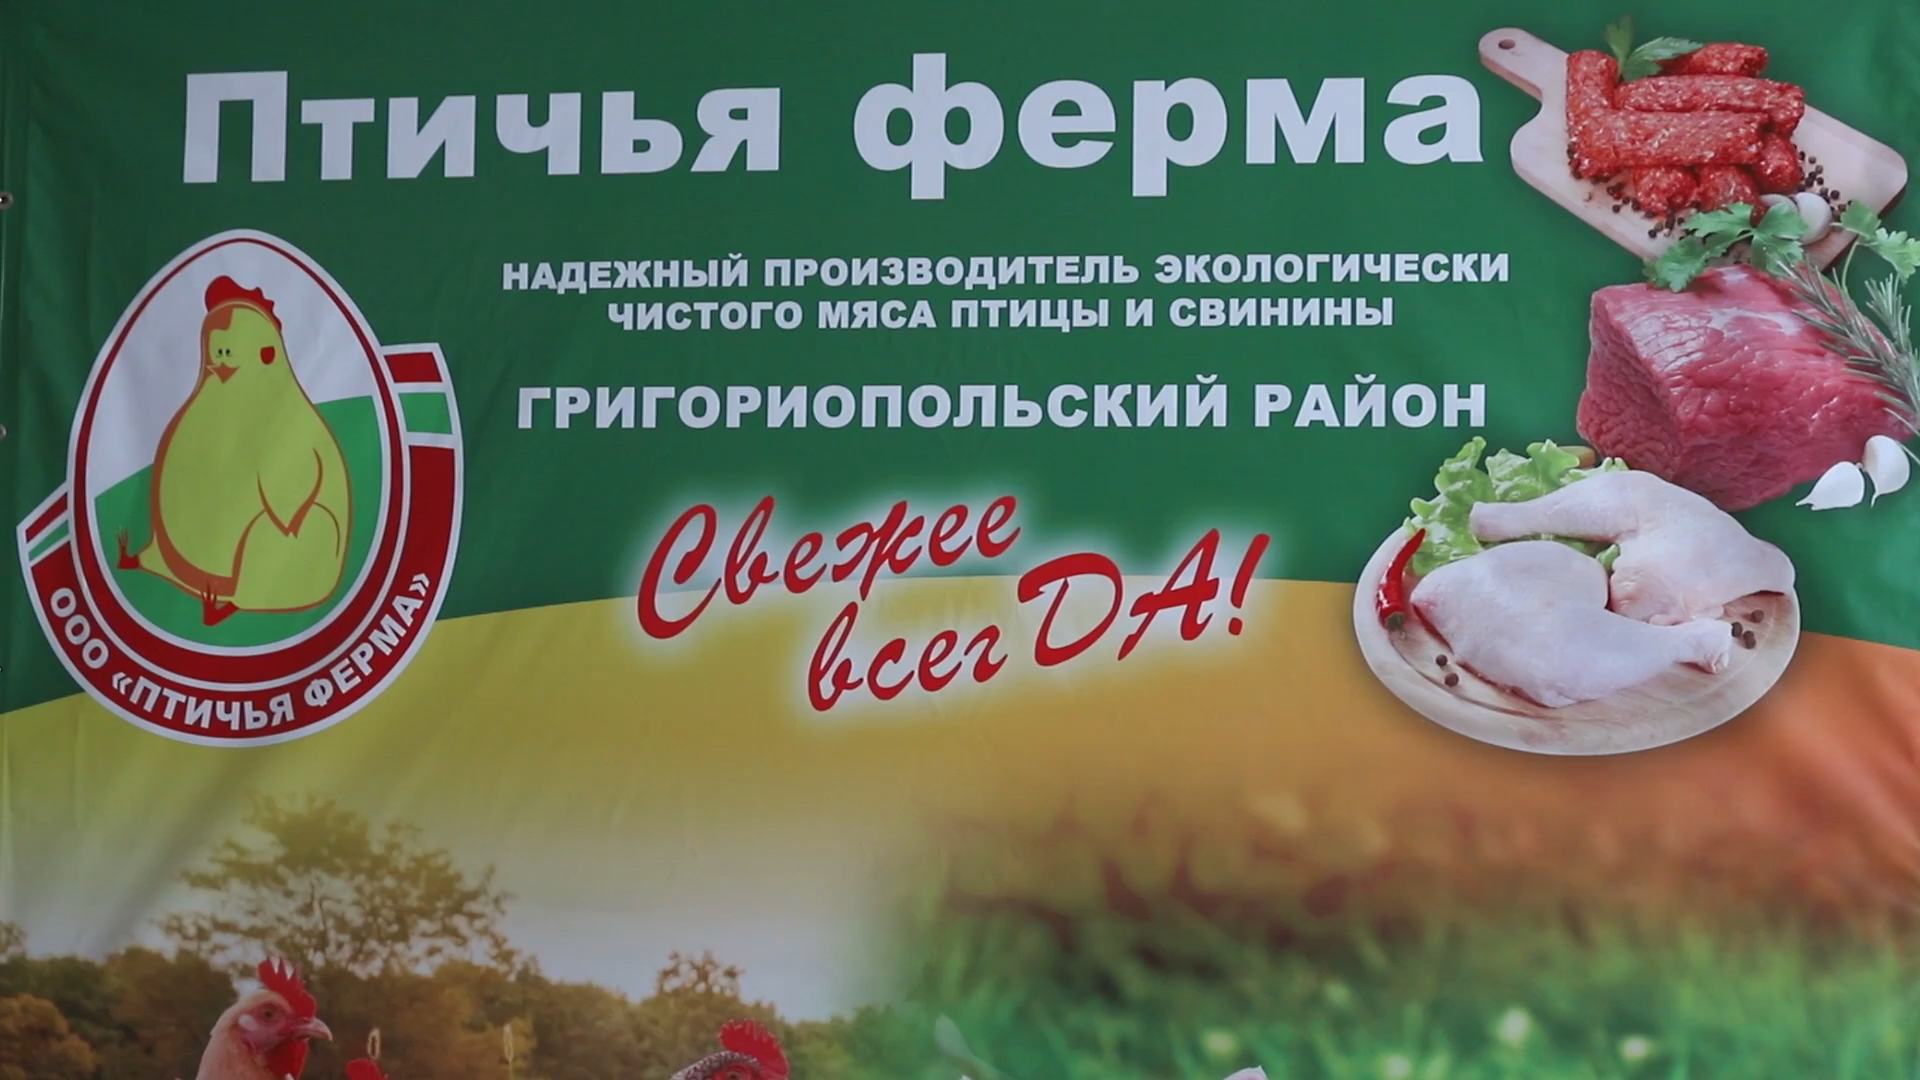 Птичья ферма
НАДЕЖНЫЙ ПРОИЗВОДИТЕЛЬ ЭКОЛОГИЧЕСКИ
ЧИСТОГО МЯСА ПТИЦЫ И СВИНИНЫ
ГРИГОРИОПОЛЬСКИЙ РАЙОН
Свежее
всегДА!
ООО «ПТИЧЬЯ ФЕРМА»